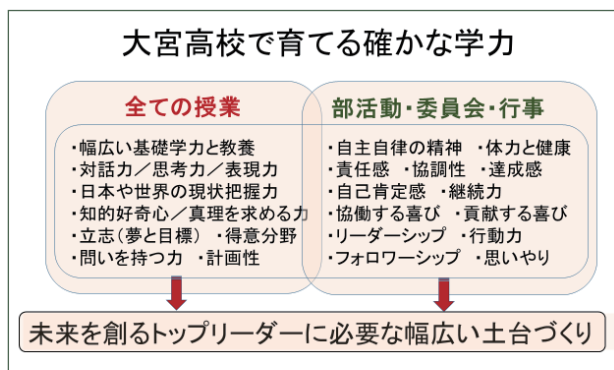 大宮高校で育てる確かな学力
全ての授業
・幅広い基礎学力と教養
・対話力／思考力／表現力
・日本や世界の現状把握力
・知的好奇心／真理を求める力
・立志（夢と目標）　・得意分野
・問いを持つ力　・計画性
部活動・委員会・行事
・自主自律の精神　・体力と健康
・責任感　・協調性　・達成感
・自己肯定感　・継続力
・協働する喜び　・貢献する喜び
・リーダーシップ　・行動力
・フォロワーシップ　・思いやり
未来を創るトップリーダーに必要な幅広い土台づくり